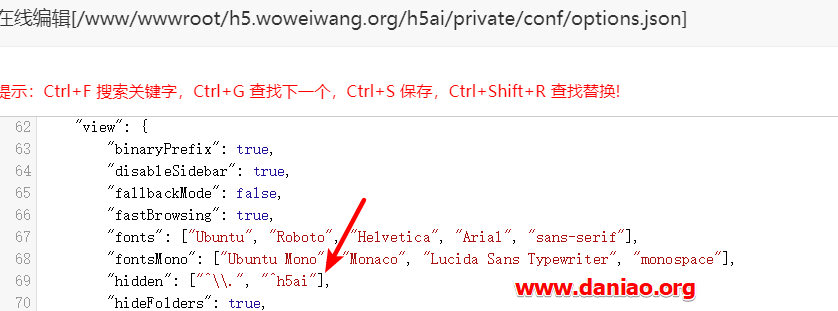 在线编辑[/www/wwwroot/h5.woweiwang.org/h5ai/private/conf/options.json]
提示：Ctrl+F 搜索关键字，Ctrl+G 查找下一个，Ctrl+S 保存，Ctrl+Shift+R 查找替换!
62 "view": {
63 "binaryPrefix": true,
64 "disableSidebar": true,
65 "fallbackMode": false,
66 "fastBrowsing": true,
67 "fonts": ["Ubuntu", "Roboto", "Helvetica", "Arial", "sans-serif"],
68 "fontsMono": ["Ubuntu Mono", "Monaco", "Lucida Sans Typewriter", "monospace"],
69 "hidden": ["^\\.", "^h5ai"],
70 "hideFolders": true,
www.daniao.org